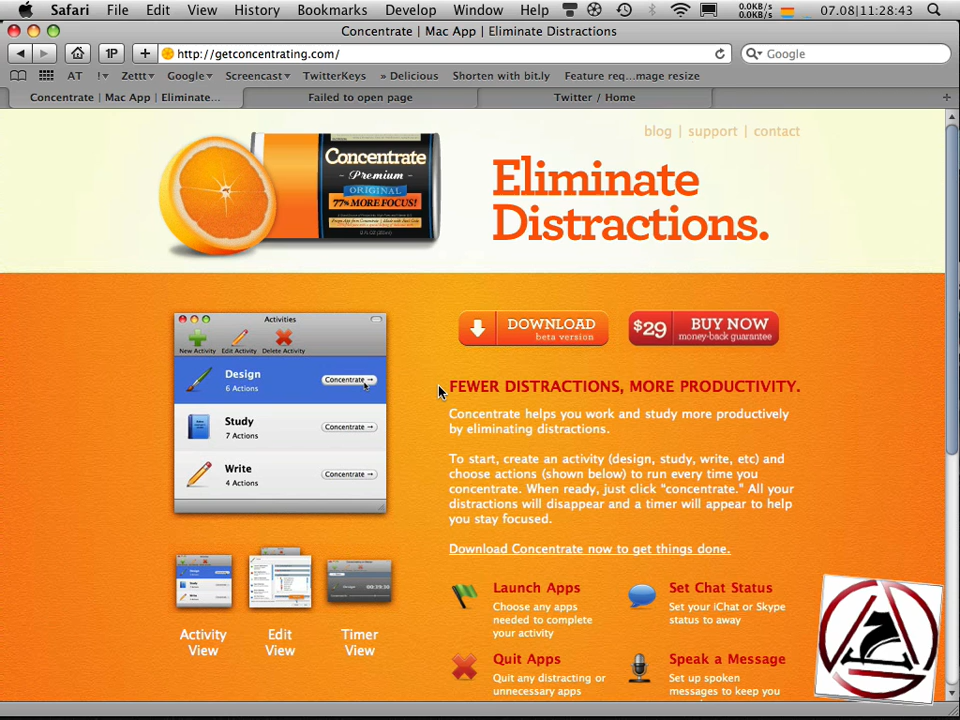 Safari File Edit View History Bookmarks Develop Window Help 0.0KB/s 0.0KB/s 07.08|11:28:43
Concentrate | Mac App | Eliminate Distractions
1P + http://getconcentrating.com/ Google
AT !▾ Zettt▾ Google▾ Screencast▾ TwitterKeys » Delicious Shorten with bit.ly Feature req...mage resize
Concentrate | Mac App | Eliminate... Failed to open page Twitter / Home
blog | support | contact
Concentrate
Premium
ORIGINAL
77% MORE FOCUS!
Eliminate
Distractions.
Activities
New Activity Edit Activity Delete Activity
Design
6 Actions
Concentrate →
Study
7 Actions
Concentrate →
Write
4 Actions
Concentrate →
DOWNLOAD
beta version
$29 BUY NOW
money-back guarantee
FEWER DISTRACTIONS, MORE PRODUCTIVITY.
Concentrate helps you work and study more productively
by eliminating distractions.
To start, create an activity (design, study, write, etc) and
choose actions (shown below) to run every time you
concentrate. When ready, just click “concentrate.” All your
distractions will disappear and a timer will appear to help
you stay focused.
Download Concentrate now to get things done.
Activity
View
Edit
View
Timer
View
Launch Apps
Choose any apps
needed to complete
your activity
Set Chat Status
Set your iChat or Skype
status to away
Quit Apps
Quit any distracting or
unnecessary apps
Speak a Message
Set up spoken
messages to keep you